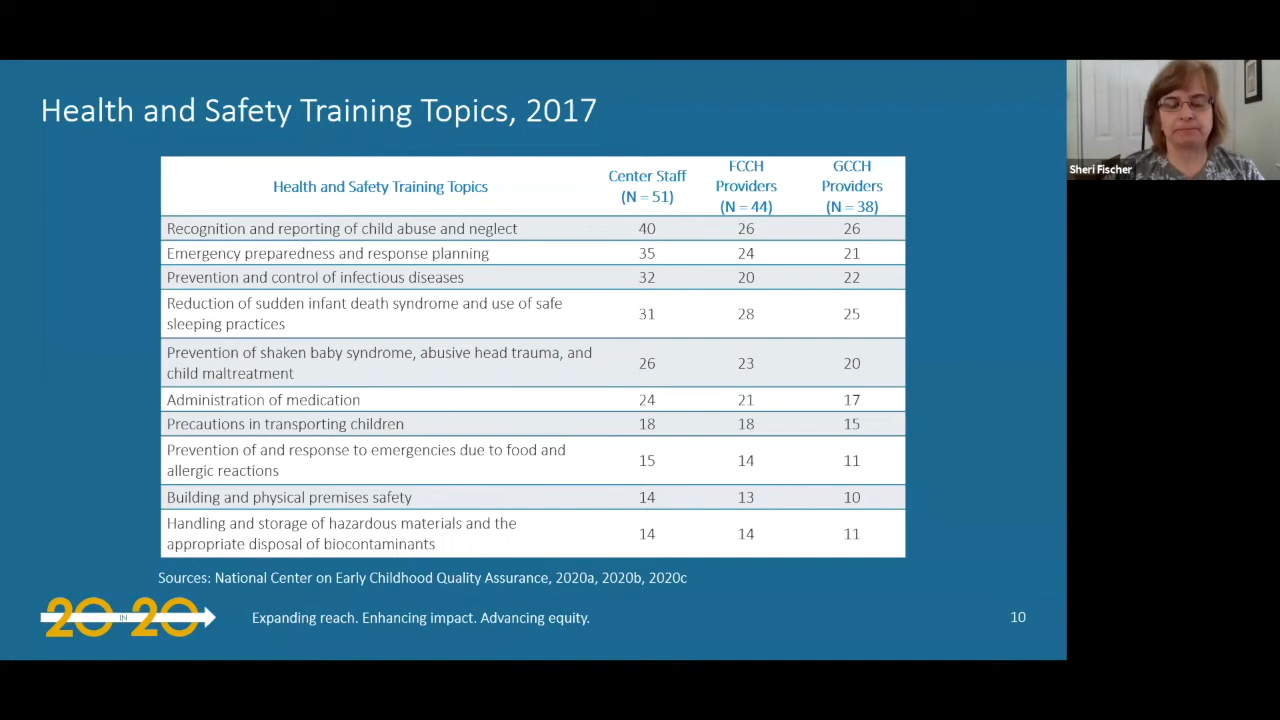 Health and Safety Training Topics, 2017
Sheri Fischer
Health and Safety Training Topics
Center Staff
(N = 51)
FCCH
Providers
(N = 44)
GCCH
Providers
(N = 38)
Recognition and reporting of child abuse and neglect 40 26 26
Emergency preparedness and response planning 35 24 21
Prevention and control of infectious diseases 32 20 22
Reduction of sudden infant death syndrome and use of safe
sleeping practices 31 28 25
Prevention of shaken baby syndrome, abusive head trauma, and
child maltreatment 26 23 20
Administration of medication 24 21 17
Precautions in transporting children 18 18 15
Prevention of and response to emergencies due to food and
allergic reactions 15 14 11
Building and physical premises safety 14 13 10
Handling and storage of hazardous materials and the
appropriate disposal of biocontaminants 14 14 11
Sources: National Center on Early Childhood Quality Assurance, 2020a, 2020b, 2020c
20 IN 20
Expanding reach. Enhancing impact. Advancing equity.
10